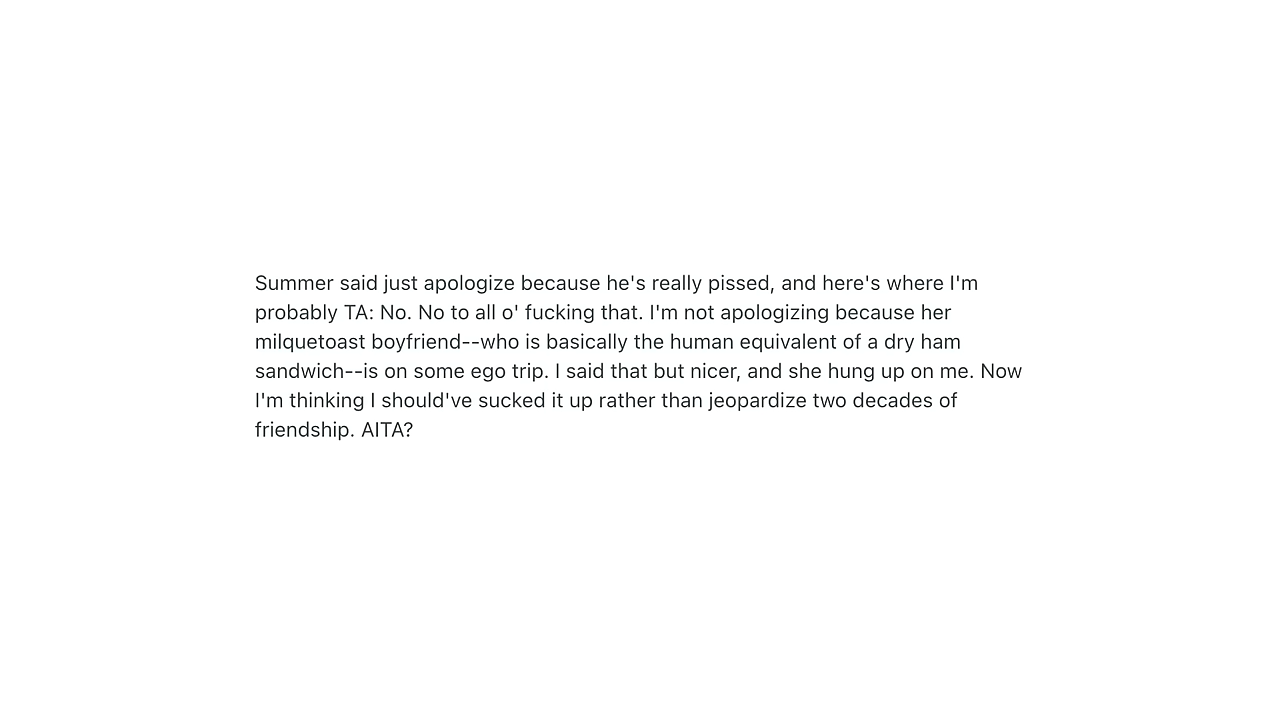 Summer said just apologize because he's really pissed, and here's where I'm
probably TA: No. No to all o' fucking that. I'm not apologizing because her
milquetoast boyfriend--who is basically the human equivalent of a dry ham
sandwich--is on some ego trip. I said that but nicer, and she hung up on me. Now
I'm thinking I should've sucked it up rather than jeopardize two decades of
friendship. AITA?